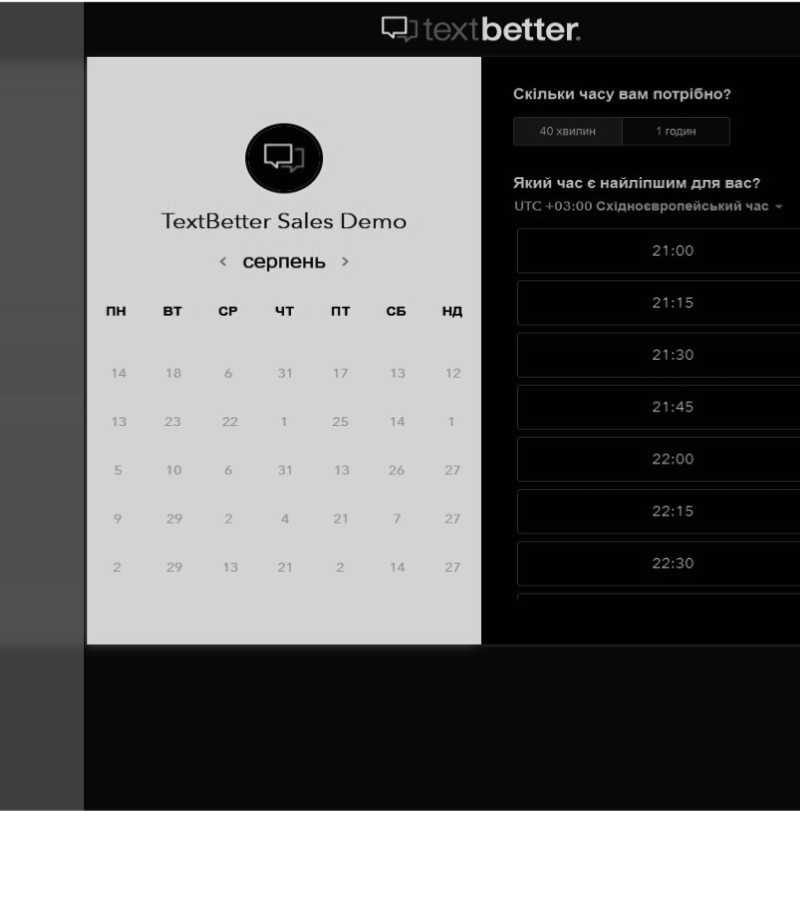 textbetter.
TextBetter Sales Demo
‹ серпень ›
ПН ВТ СР ЧТ ПТ СБ НД
14 18 6 31 17 13 12
13 23 22 1 25 14 1
5 10 6 31 13 26 27
9 29 2 4 21 7 27
2 29 13 21 2 14 27
Скільки часу вам потрібно?
40 хвилин 1 годин
Який час є найліпшим для вас?
UTC +03:00 Східноєвропейський час
21:00
21:15
21:30
21:45
22:00
22:15
22:30